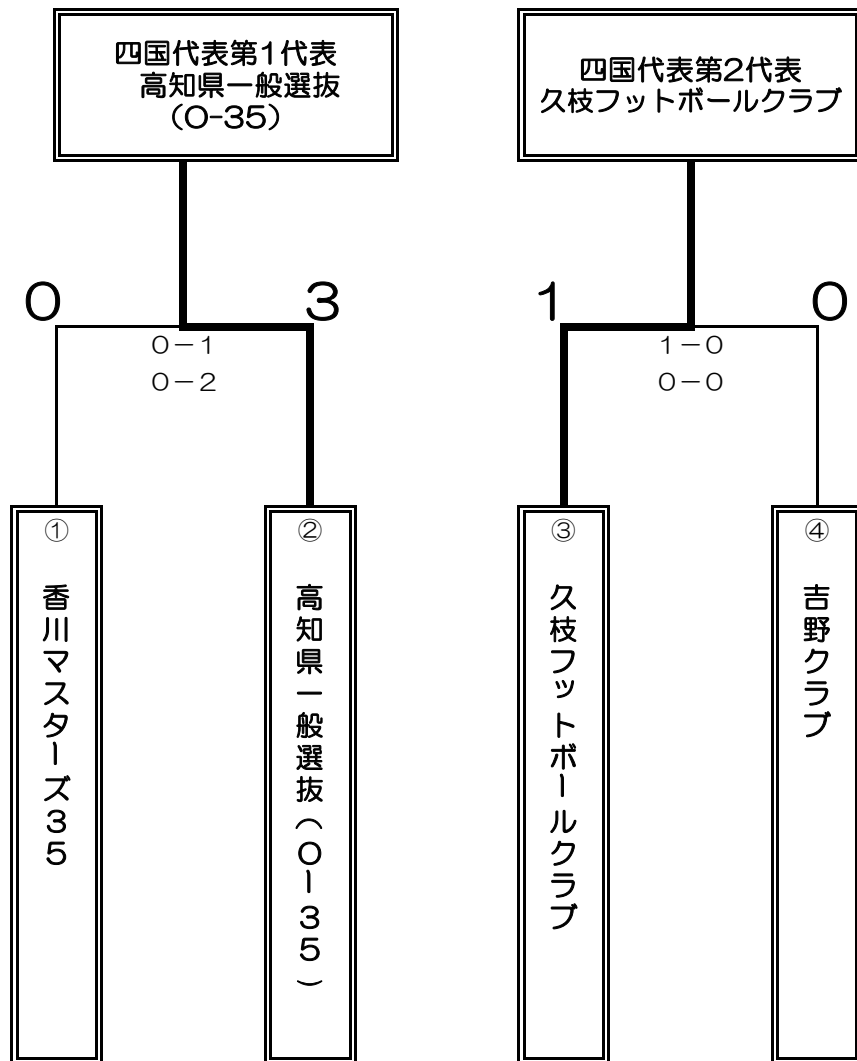 四国代表第1代表
高知県一般選抜
（O-35）
四国代表第2代表
久枝フットボールクラブ
0
3
1
0
0－1
0－2
1－0
0－0
①
香川マスターズ35
②
高知県一般選抜（O－35）
③
久枝フットボールクラブ
④
吉野クラブ